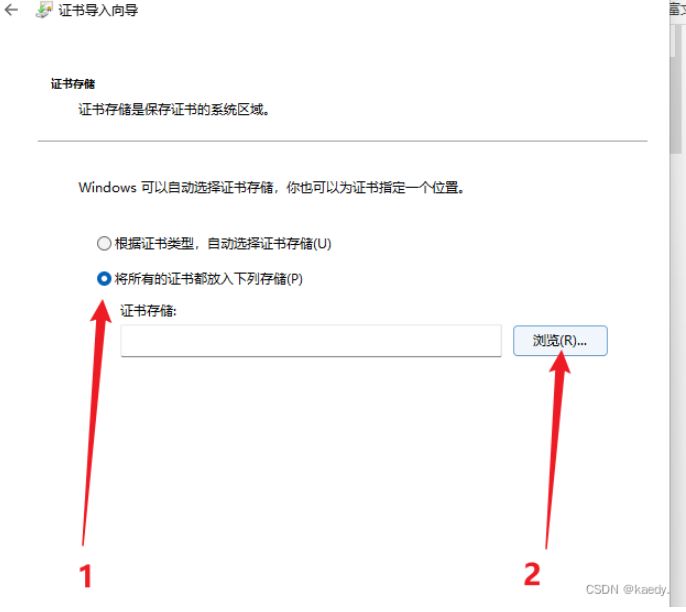 证书导入向导
证书存储
证书存储是保存证书的系统区域。
Windows 可以自动选择证书存储，你也可以为证书指定一个位置。
根据证书类型，自动选择证书存储(U)
将所有的证书都放入下列存储(P)
证书存储:
浏览(R)...
1
2
CSDN @kaedy.